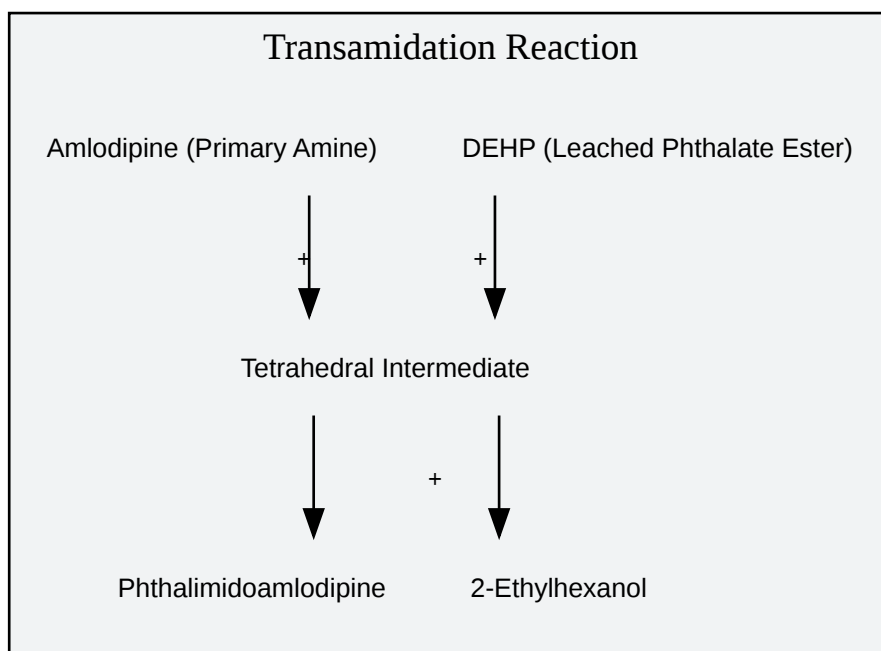 Transamidation Reaction
Amlodipine (Primary Amine) DEHP (Leached Phthalate Ester)
+ +
Tetrahedral Intermediate
+
Phthalimidoamlodipine 2-Ethylhexanol